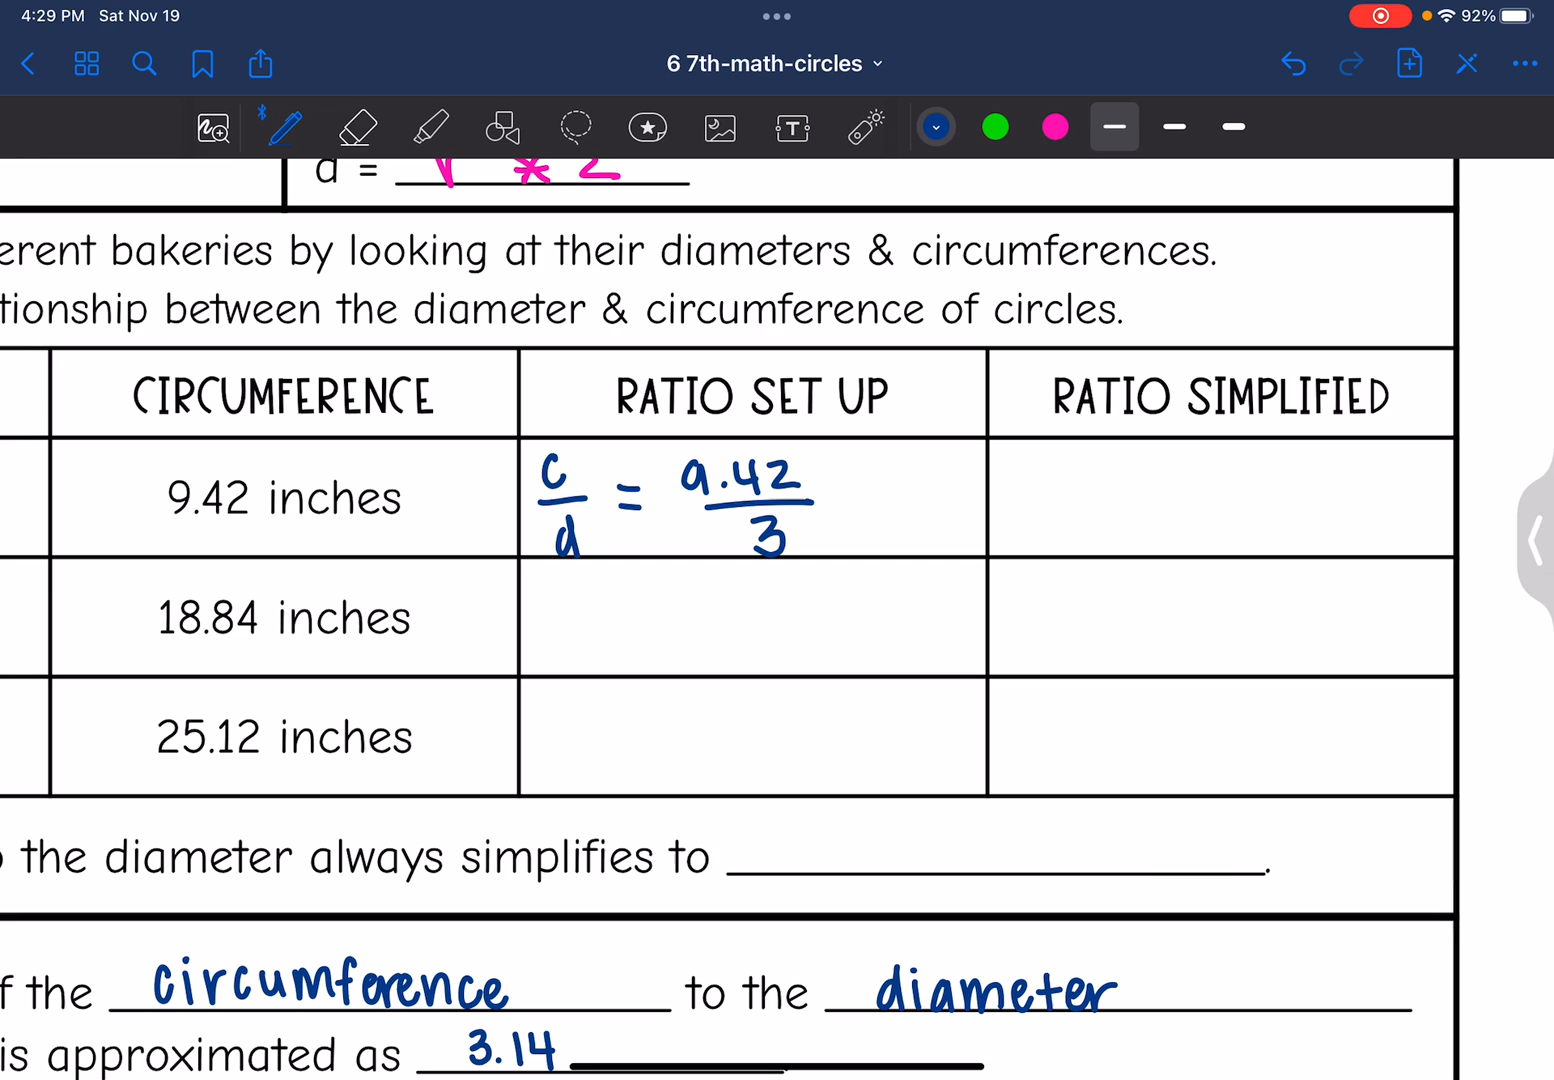 4:29 PM Sat Nov 19
92%
6 7th-math-circles
T
d = r * 2
erent bakeries by looking at their diameters & circumferences.
tionship between the diameter & circumference of circles.
CIRCUMFERENCE RATIO SET UP RATIO SIMPLIFIED
9.42 inches c/d = 9.42/3
18.84 inches
25.12 inches
the diameter always simplifies to
f the circumference to the diameter
is approximated as 3.14